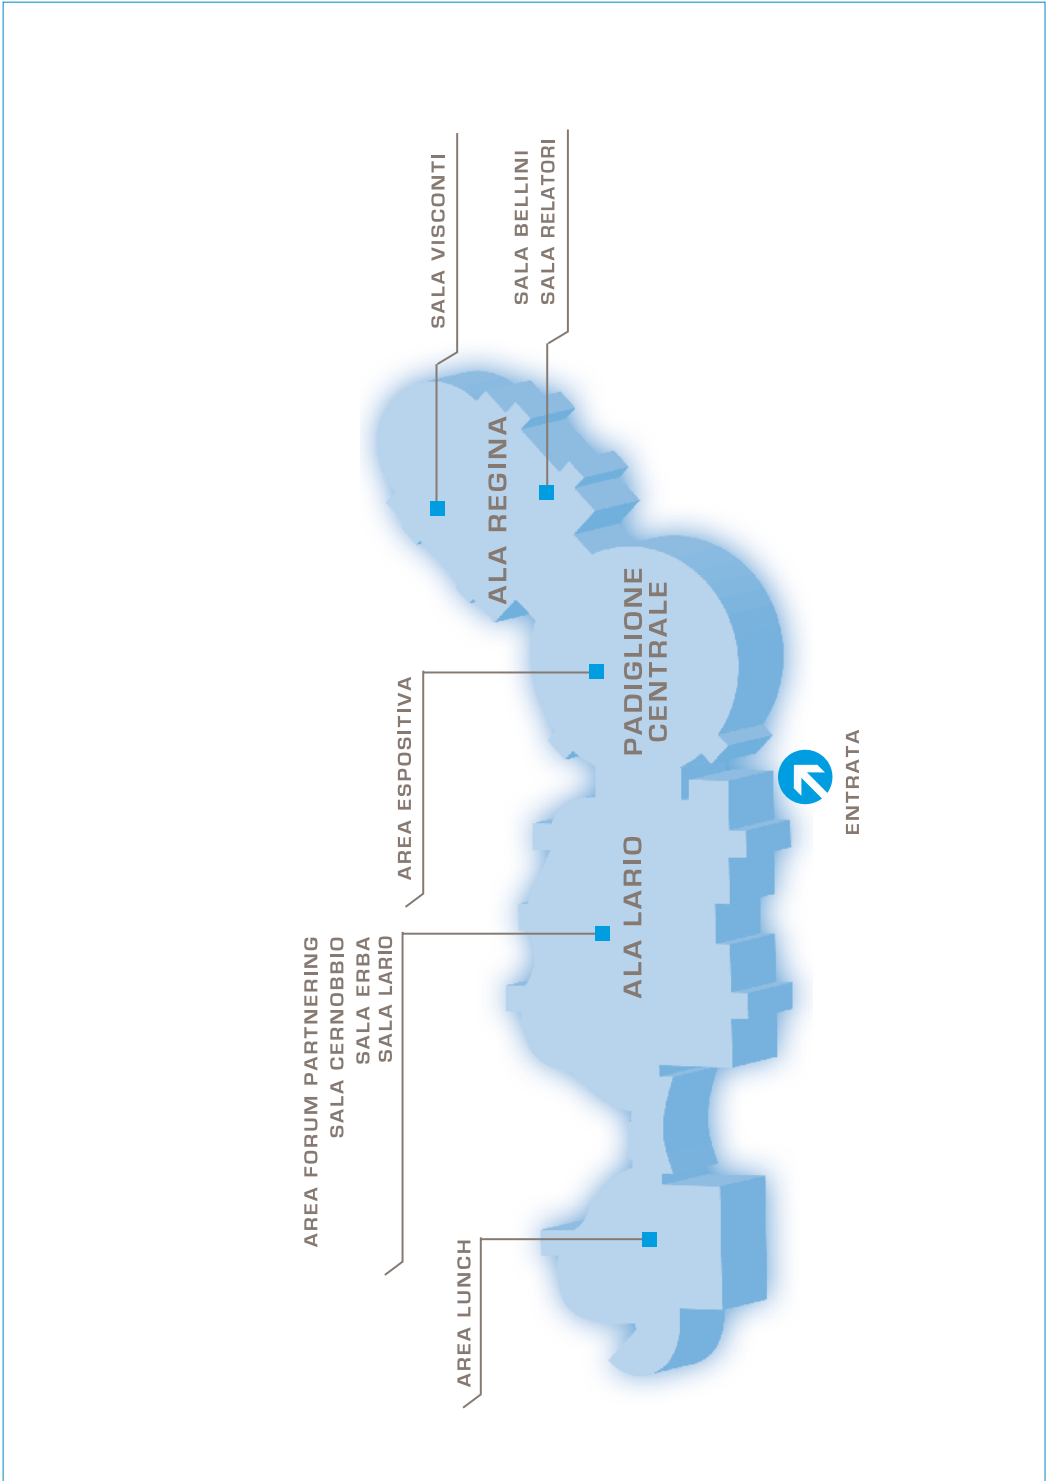 AREA LUNCH
AREA FORUM PARTNERING
SALA CERNOBBIO
SALA ERBA
SALA LARIO
AREA ESPOSITIVA
SALA VISCONTI
SALA BELLINI
SALA RELATORI
ALA REGINA
PADIGLIONE
CENTRALE
ALA LARIO
ENTRATA